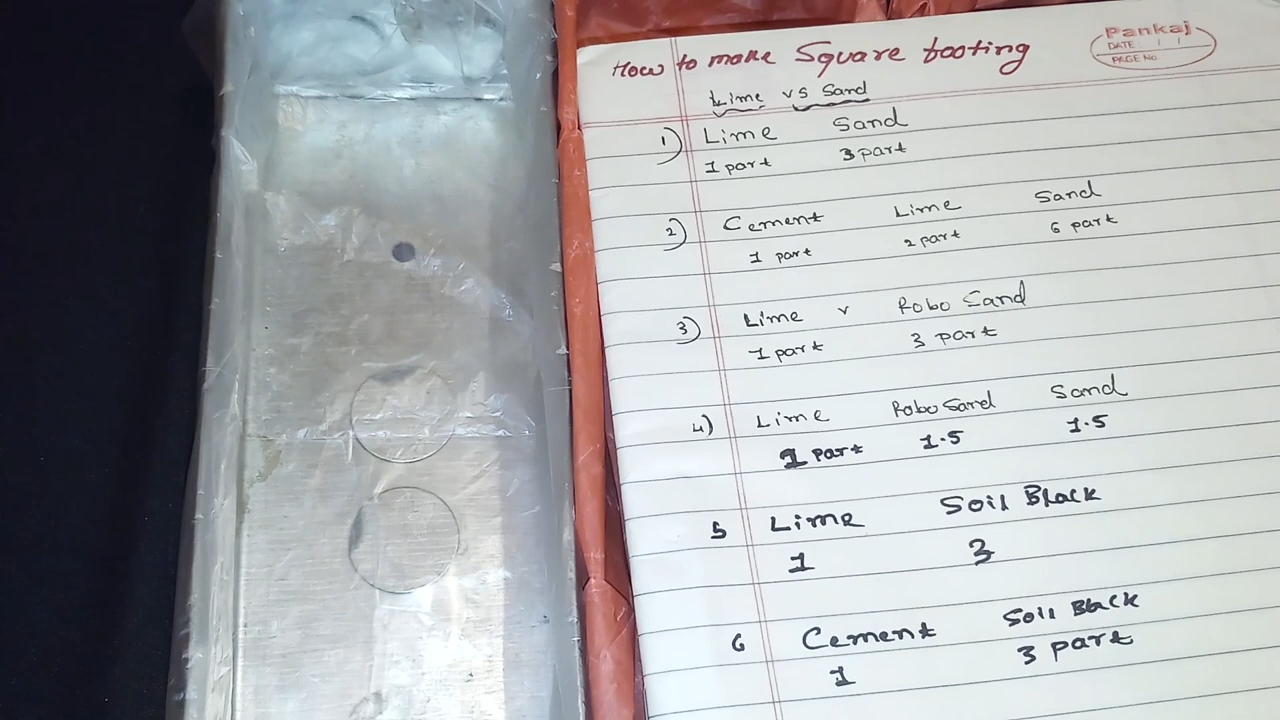 How to make Square footing
Pankaj
DATE: / /
PAGE No
Lime vs Sand
1) Lime Sand
1 part 3 part
2) Cement Lime Sand
1 part 2 part 6 part
3) Lime v Robo Sand
1 part 3 part
4) Lime Robo Sand Sand
1 part 1.5 1.5
5 Lime Soil Black
1 3
6 Cement Soil Black
1 3 part